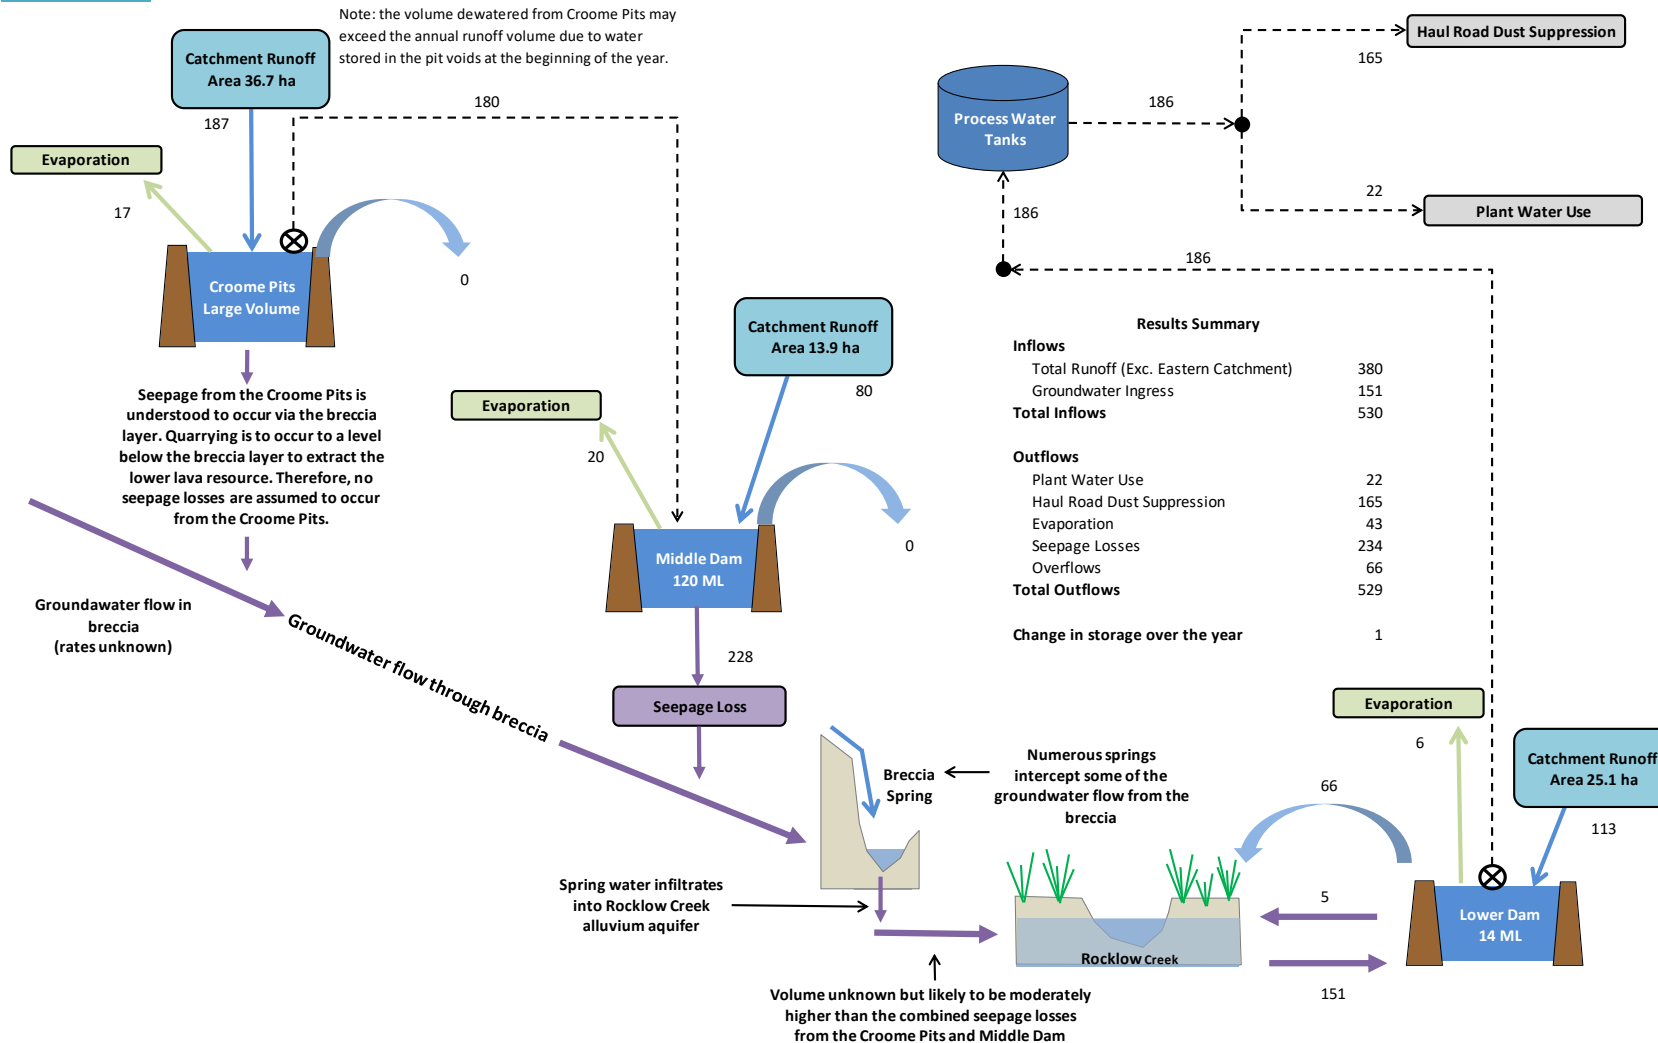 Note: the volume dewatered from Croome Pits may
exceed the annual runoff volume due to water
stored in the pit voids at the beginning of the year.
Catchment Runoff
Area 36.7 ha
187
180
Evaporation
17
0
Croome Pits
Large Volume
Seepage from the Croome Pits is
understood to occur via the breccia
layer. Quarrying is to occur to a level
below the breccia layer to extract the
lower lava resource. Therefore, no
seepage losses are assumed to occur
from the Croome Pits.
Groundawater flow in
breccia
(rates unknown)
Groundwater flow through breccia
Haul Road Dust Suppression
165
Process Water
Tanks
186
22
Plant Water Use
186
186
Catchment Runoff
Area 13.9 ha
80
Evaporation
20
0
Middle Dam
120 ML
228
Seepage Loss
Results Summary
Inflows
Total Runoff (Exc. Eastern Catchment) 380
Groundwater Ingress 151
Total Inflows 530
Outflows
Plant Water Use 22
Haul Road Dust Suppression 165
Evaporation 43
Seepage Losses 234
Overflows 66
Total Outflows 529
Change in storage over the year 1
Evaporation
6
Catchment Runoff
Area 25.1 ha
113
66
Breccia
Spring
Numerous springs
intercept some of the
groundwater flow from the
breccia
Spring water infiltrates
into Rocklow Creek
alluvium aquifer
Rocklow Creek
5
151
Lower Dam
14 ML
Volume unknown but likely to be moderately
higher than the combined seepage losses
from the Croome Pits and Middle Dam